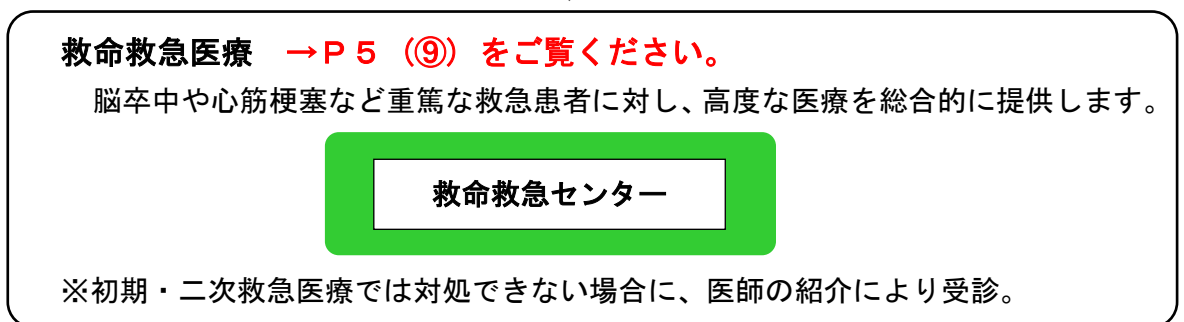 救命救急医療　→Ｐ５（⑨）をご覧ください。
脳卒中や心筋梗塞など重篤な救急患者に対し、高度な医療を総合的に提供します。
救命救急センター
※初期・二次救急医療では対処できない場合に、医師の紹介により受診。